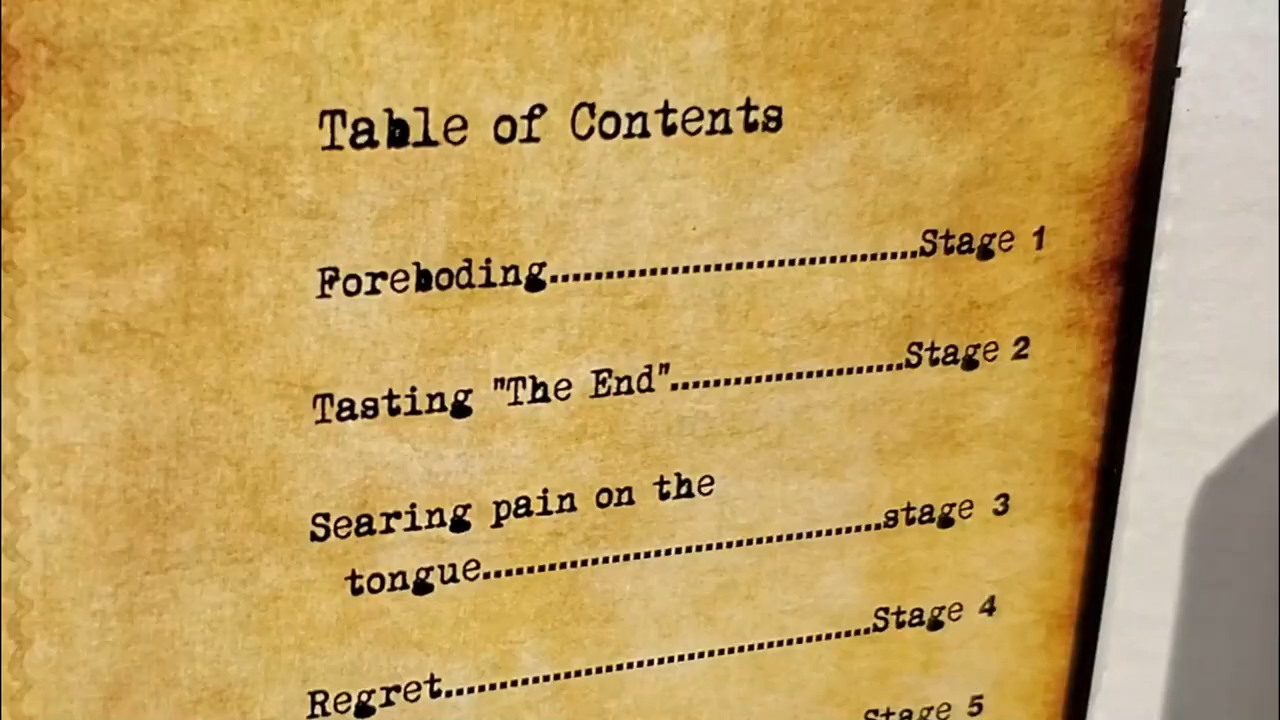 Table of Contents
Foreboding........................................Stage 1
Tasting "The End".........................Stage 2
Searing pain on the
tongue...........................................stage 3
Regret..............................................Stage 4
Stage 5